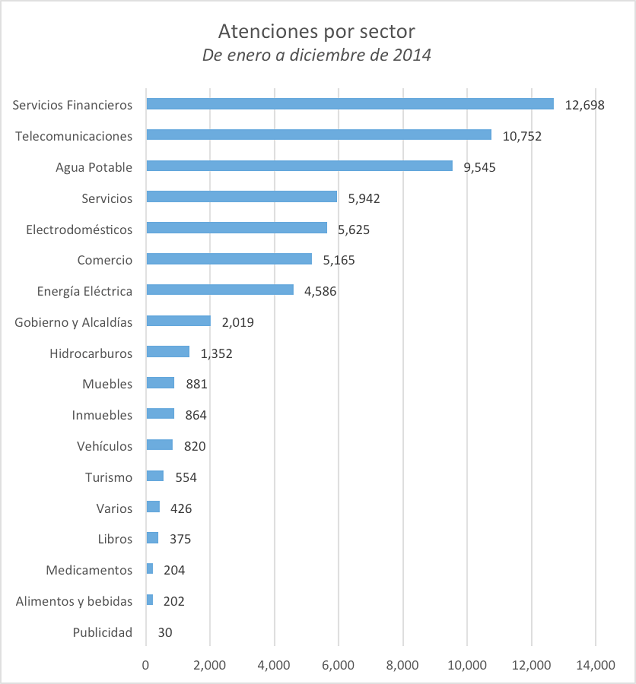 Atenciones por sector
De enero a diciembre de 2014
Servicios Financieros 12,698
Telecomunicaciones 10,752
Agua Potable 9,545
Servicios 5,942
Electrodomésticos 5,625
Comercio 5,165
Energía Eléctrica 4,586
Gobierno y Alcaldías 2,019
Hidrocarburos 1,352
Muebles 881
Inmuebles 864
Vehículos 820
Turismo 554
Varios 426
Libros 375
Medicamentos 204
Alimentos y bebidas 202
Publicidad 30
0 2,000 4,000 6,000 8,000 10,000 12,000 14,000